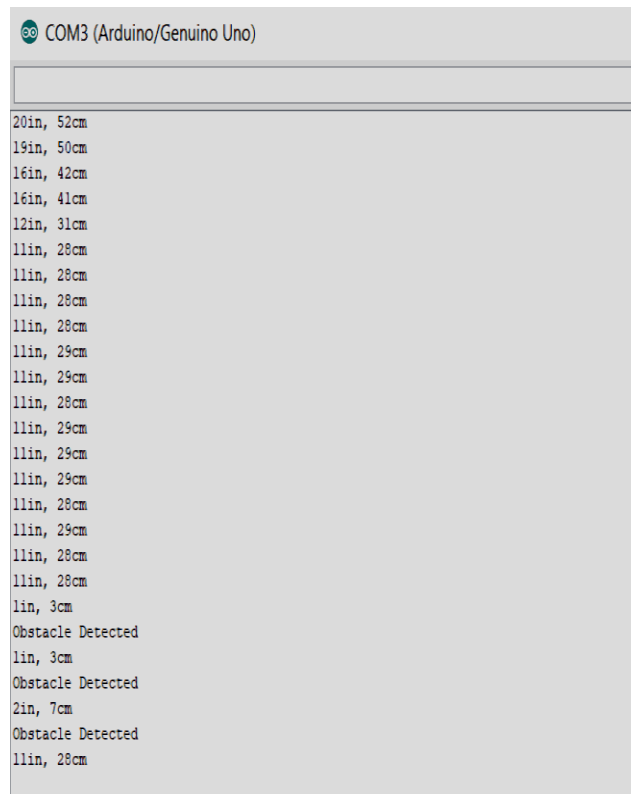 COM3 (Arduino/Genuino Uno)
20in, 52cm
19in, 50cm
16in, 42cm
16in, 41cm
12in, 31cm
11in, 28cm
11in, 28cm
11in, 28cm
11in, 28cm
11in, 29cm
11in, 29cm
11in, 28cm
11in, 29cm
11in, 29cm
11in, 29cm
11in, 28cm
11in, 29cm
11in, 28cm
11in, 28cm
1in, 3cm
Obstacle Detected
1in, 3cm
Obstacle Detected
2in, 7cm
Obstacle Detected
11in, 28cm